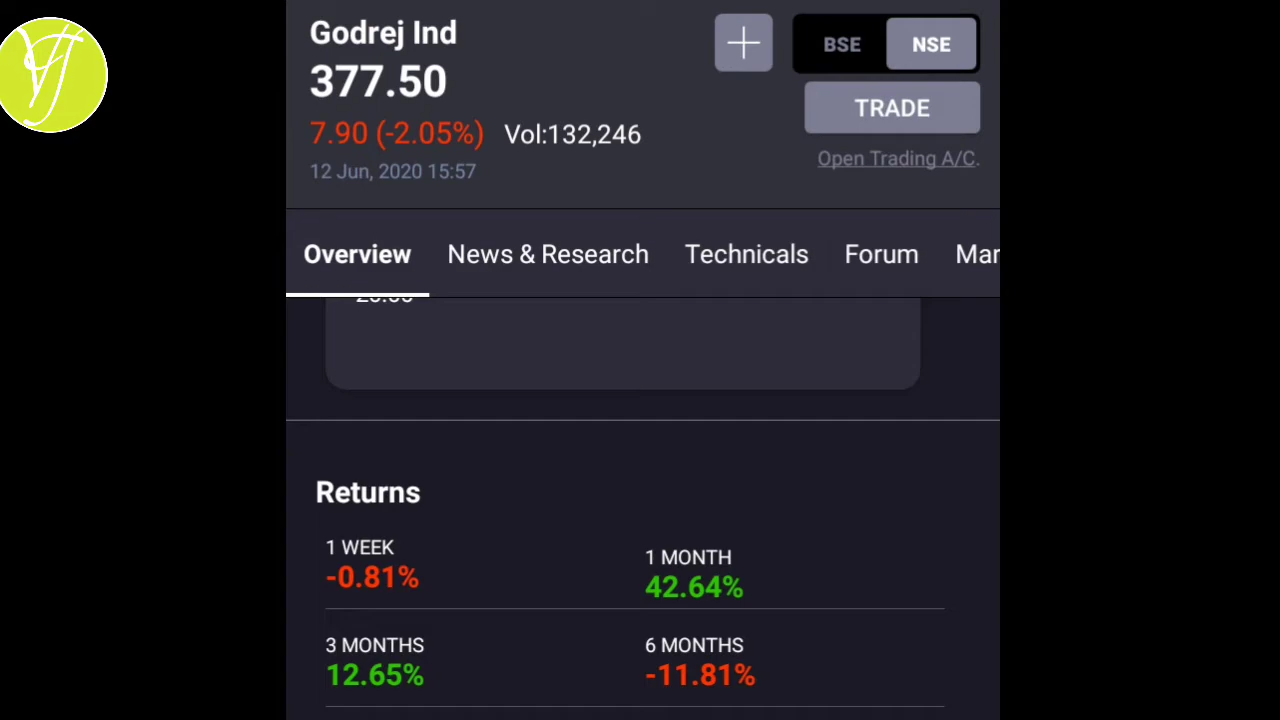 Godrej Ind
377.50
7.90 (-2.05%) Vol:132,246
12 Jun, 2020 15:57
BSE NSE
TRADE
Open Trading A/C.
Overview News & Research Technicals Forum Mar
Returns
1 WEEK
-0.81%
1 MONTH
42.64%
3 MONTHS
12.65%
6 MONTHS
-11.81%